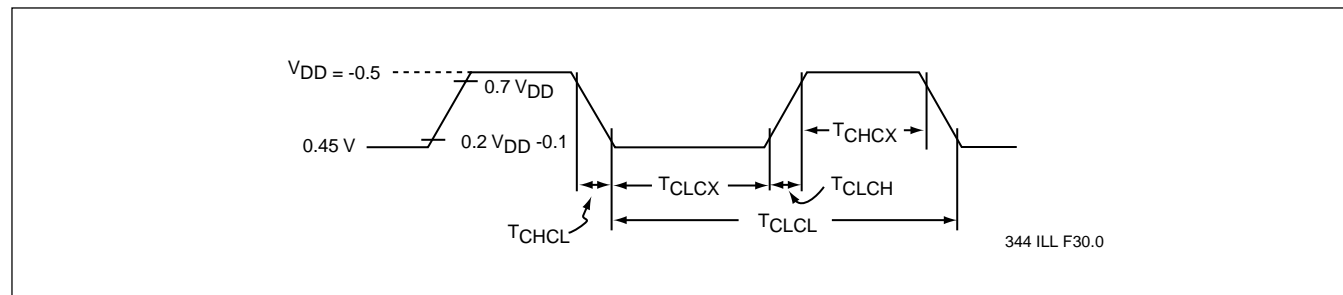 VDD = -0.5
0.7 VDD
0.45 V
0.2 VDD -0.1
TCHCX
TCLCX
TCLCH
TCHCL
TCLCL
344 ILL F30.0